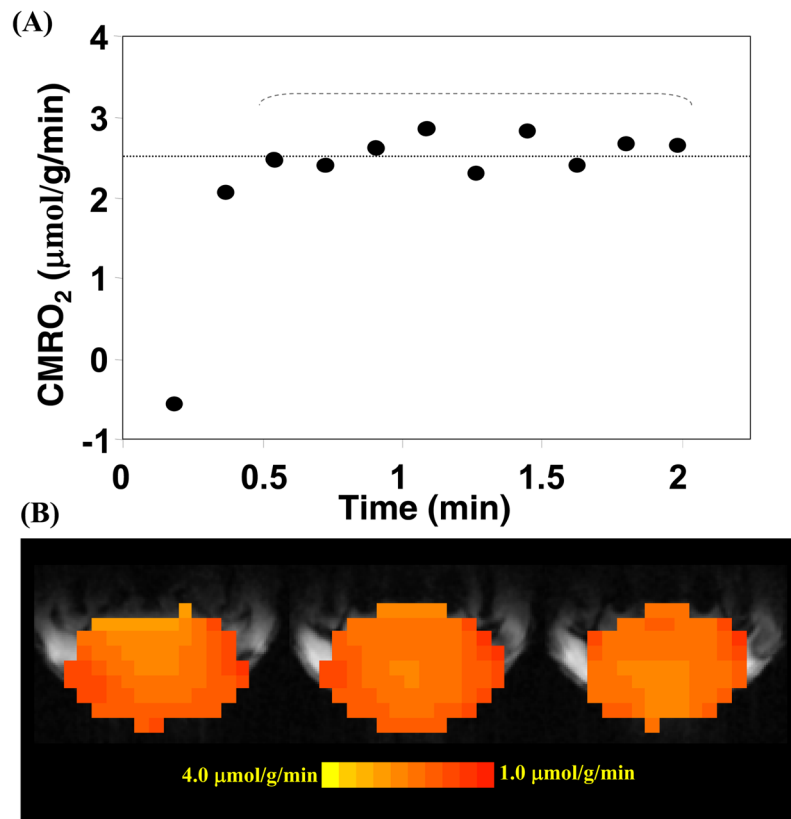 (A)
4
3
2
1
0
-1
CMRO₂ (μmol/g/min)
0 0.5 1 1.5 2
Time (min)
(B)
4.0 μmol/g/min 1.0 μmol/g/min